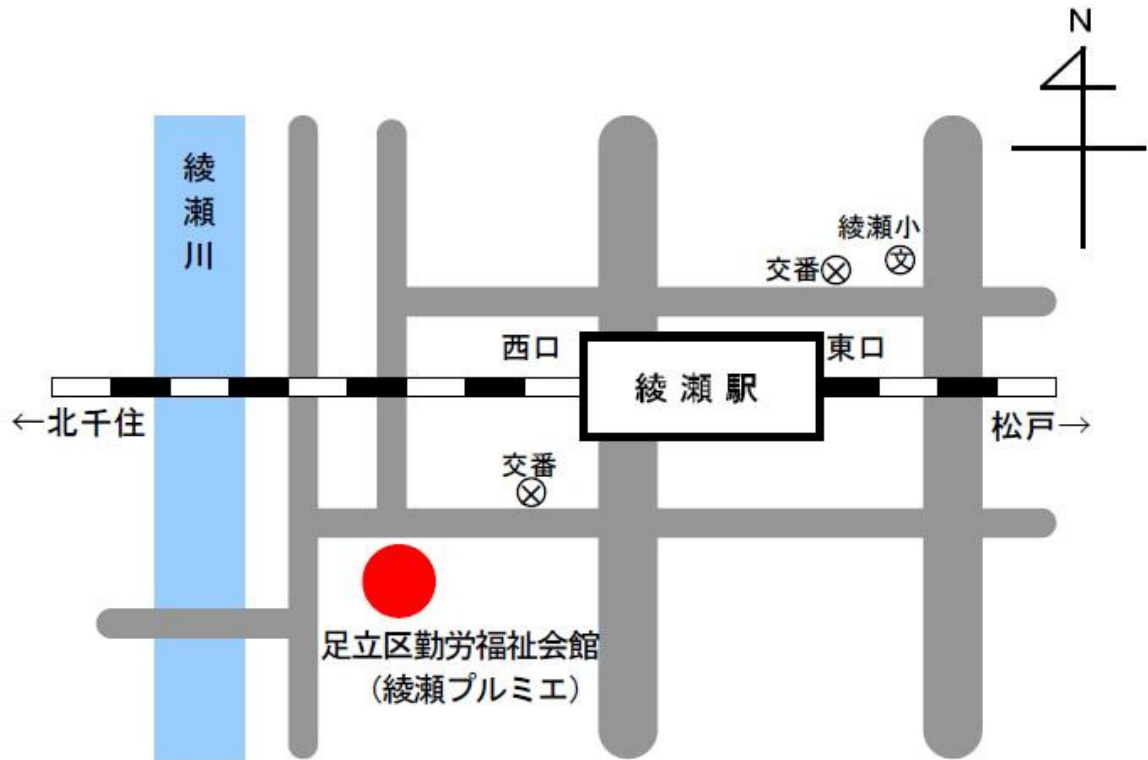 N
綾瀬川
綾瀬小
文
交番
西口
東口
綾瀬駅
←北千住
松戸→
交番
足立区勤労福祉会館
（綾瀬プルミエ）